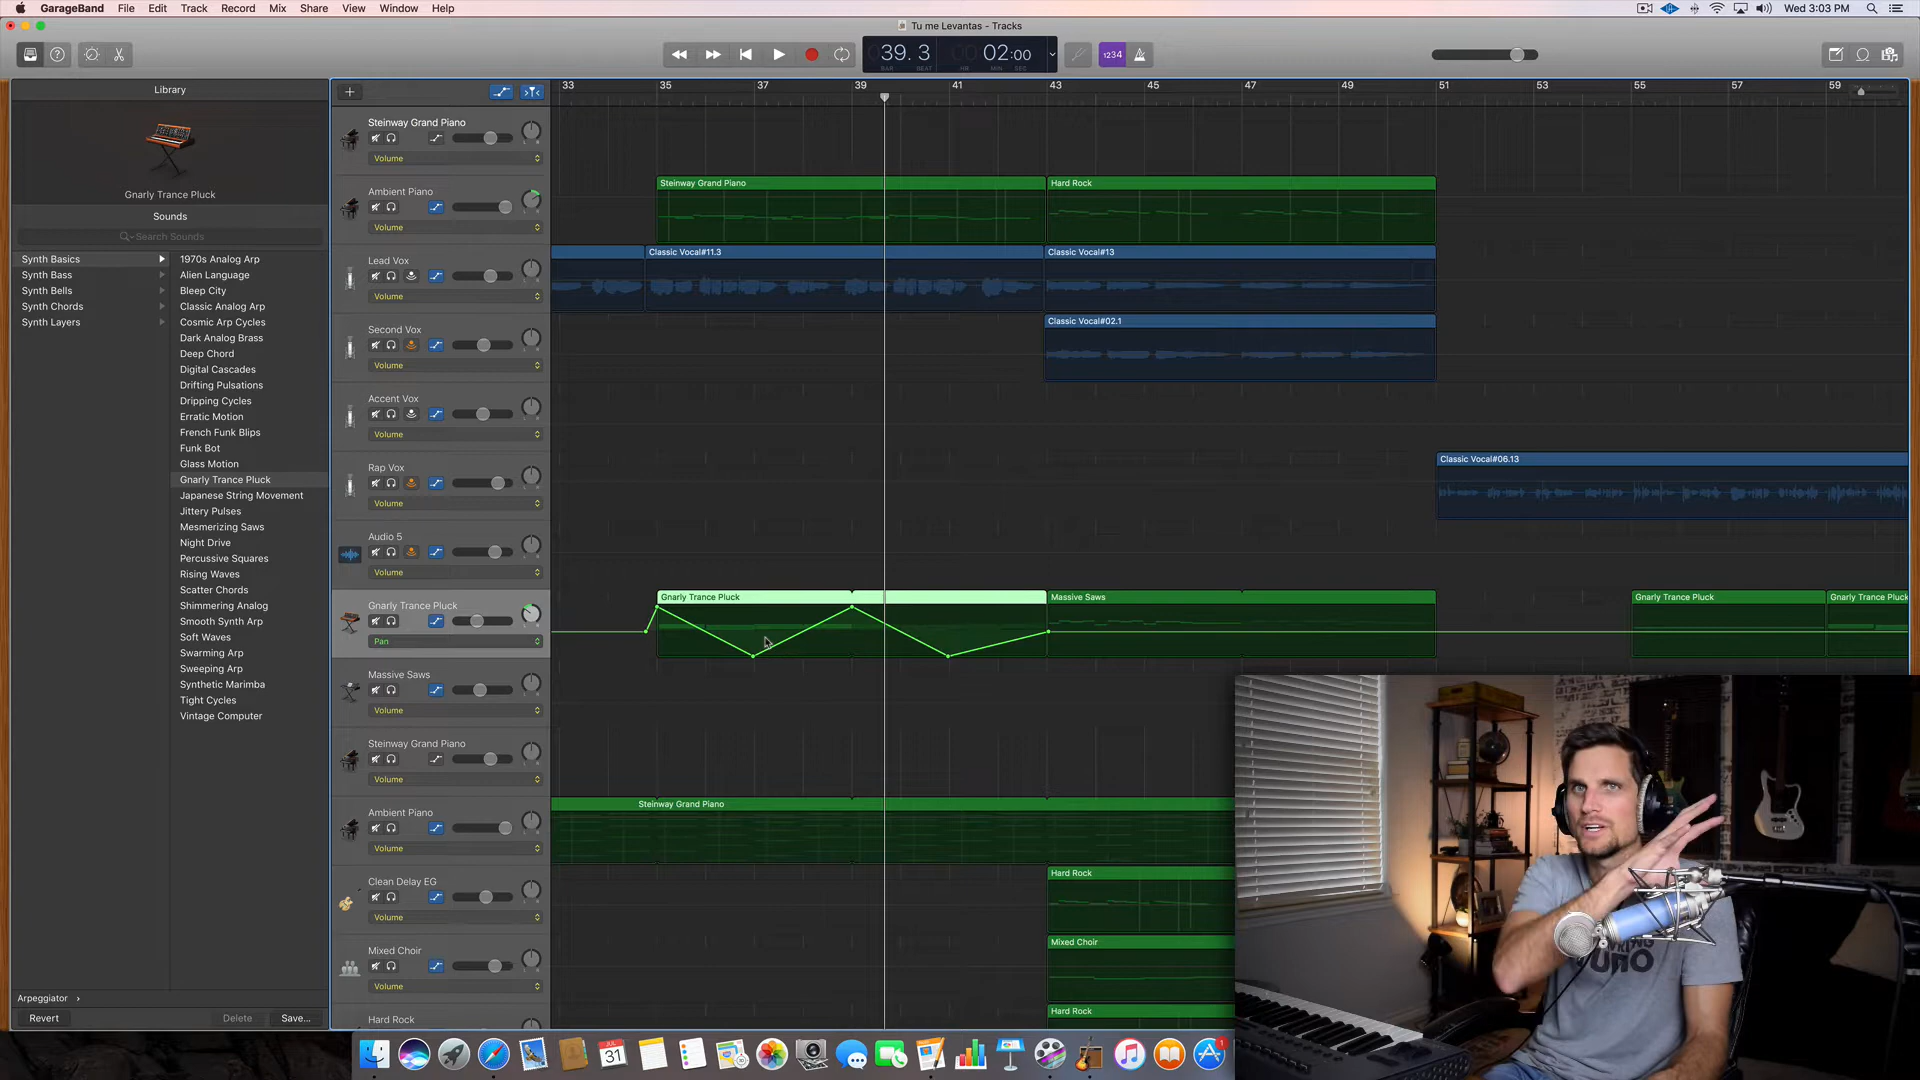 GarageBand File Edit Track Record Mix Share View Window Help
Wed 3:03 PM
Tu me Levantas - Tracks
39. 3
02:00
BAR BEAT
HR MIN SEC
1234
Library
33 35 37 39 41 43 45 47 49 51 53 55 57 59
Gnarly Trance Pluck
Sounds
Search Sounds
Synth Basics
Synth Bass
Synth Bells
Synth Chords
Synth Layers
1970s Analog Arp
Alien Language
Bleep City
Classic Analog Arp
Cosmic Arp Cycles
Dark Analog Brass
Deep Chord
Digital Cascades
Drifting Pulsations
Dripping Cycles
Erratic Motion
French Funk Blips
Funk Bot
Glass Motion
Gnarly Trance Pluck
Japanese String Movement
Jittery Pulses
Mesmerizing Saws
Night Drive
Percussive Squares
Rising Waves
Scatter Chords
Shimmering Analog
Smooth Synth Arp
Soft Waves
Swarming Arp
Sweeping Arp
Synthetic Marimba
Tight Cycles
Vintage Computer
Arpeggiator
Revert
Delete
Save...
Steinway Grand Piano
Volume
Ambient Piano
Volume
Lead Vox
Volume
Second Vox
Volume
Accent Vox
Volume
Rap Vox
Volume
Audio 5
Volume
Gnarly Trance Pluck
Pan
Massive Saws
Volume
Steinway Grand Piano
Volume
Ambient Piano
Volume
Clean Delay EG
Volume
Mixed Choir
Volume
Hard Rock
Steinway Grand Piano
Hard Rock
Classic Vocal#11.3
Classic Vocal#13
Classic Vocal#02.1
Classic Vocal#06.13
Gnarly Trance Pluck
Massive Saws
Gnarly Trance Pluck
Gnarly Trance Pluck
Steinway Grand Piano
Hard Rock
Mixed Choir
Hard Rock
JUL
31
1